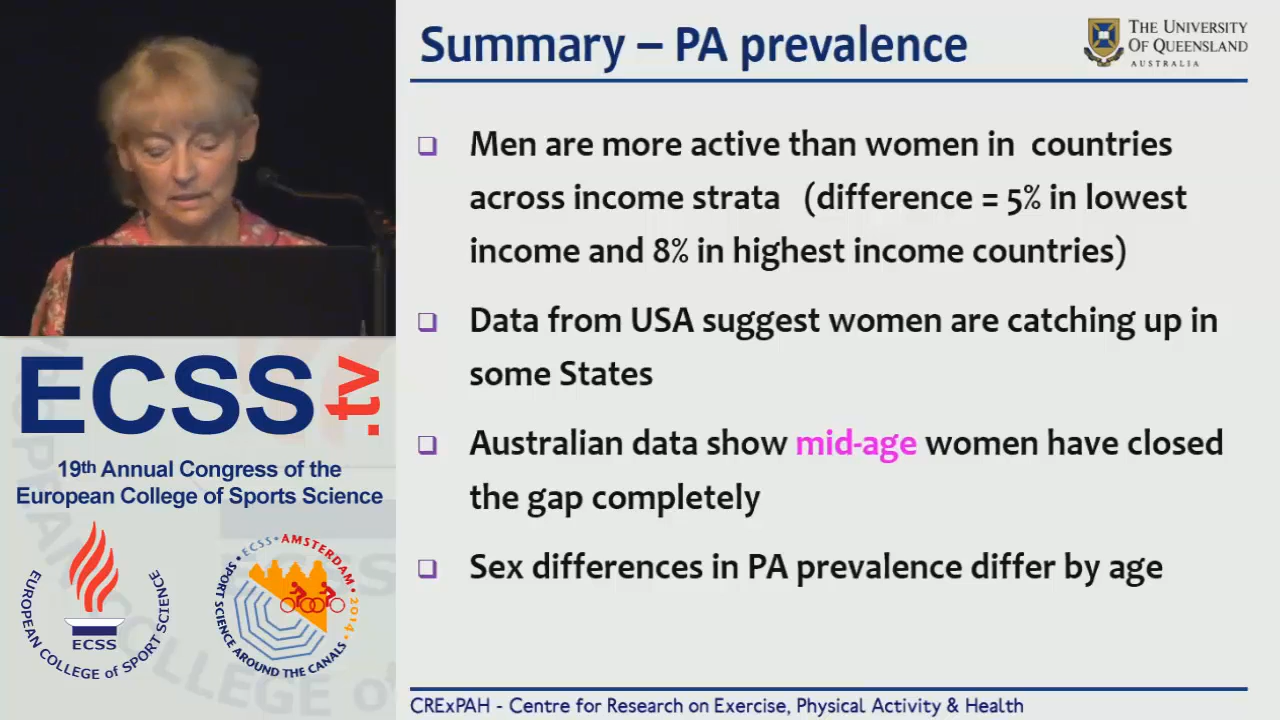 Summary – PA prevalence
THE UNIVERSITY
OF QUEENSLAND
AUSTRALIA
❑ Men are more active than women in countries
across income strata (difference = 5% in lowest
income and 8% in highest income countries)
❑ Data from USA suggest women are catching up in
some States
❑ Australian data show mid-age women have closed
the gap completely
❑ Sex differences in PA prevalence differ by age
CRExPAH - Centre for Research on Exercise, Physical Activity & Health
ECSS
.tv
19th Annual Congress of the
European College of Sports Science
EUROPEAN COLLEGE of SPORT SCIENCE
ECSS
ECSS • AMSTERDAM • 2014 •
SPORT SCIENCE AROUND THE CANALS